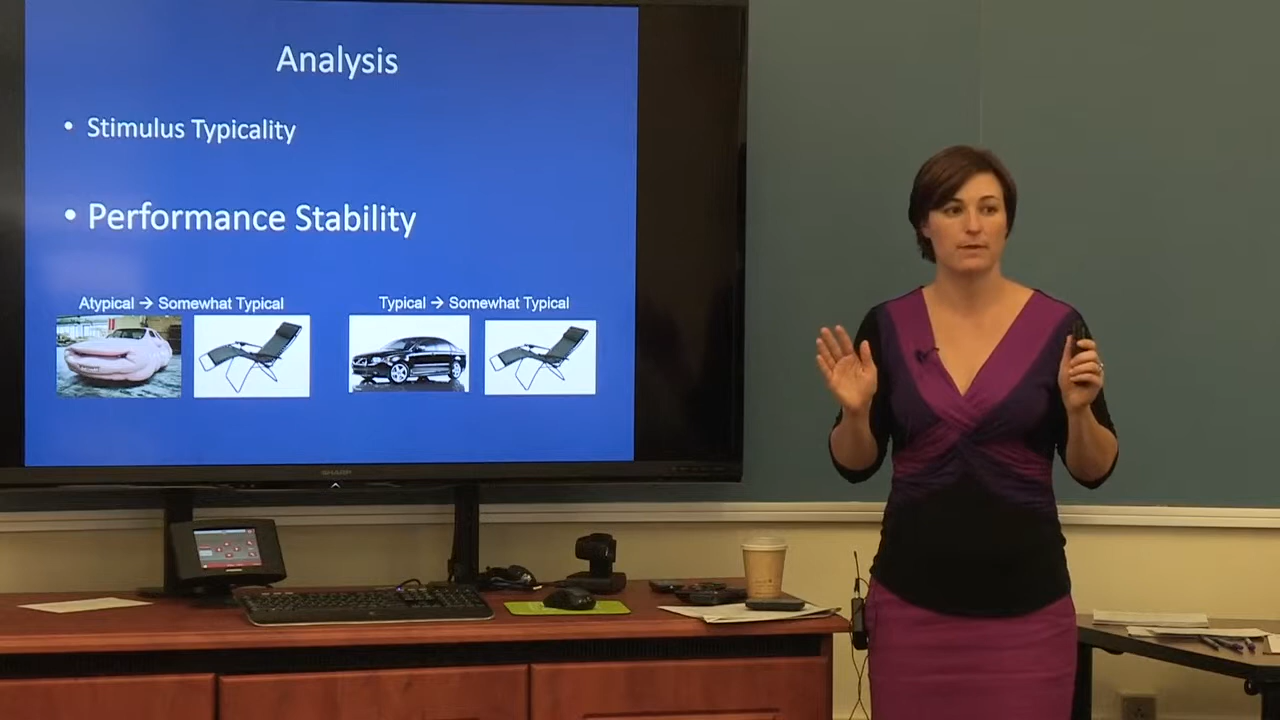 Analysis
• Stimulus Typicality
• Performance Stability
Atypical → Somewhat Typical
Typical → Somewhat Typical
SHARP